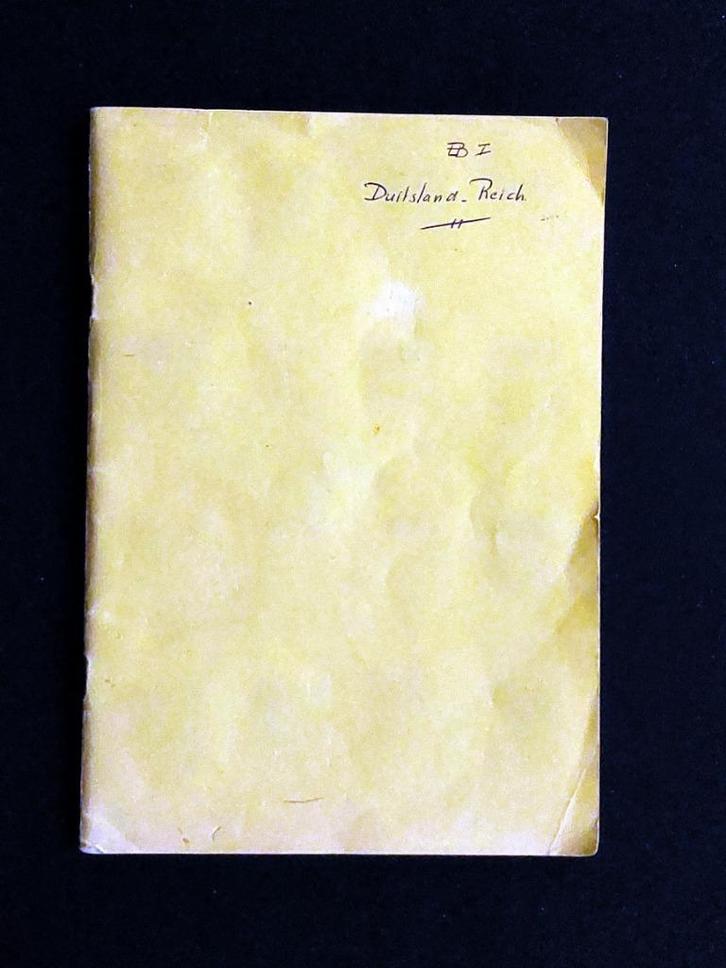 EB I
Duitsland - Reich